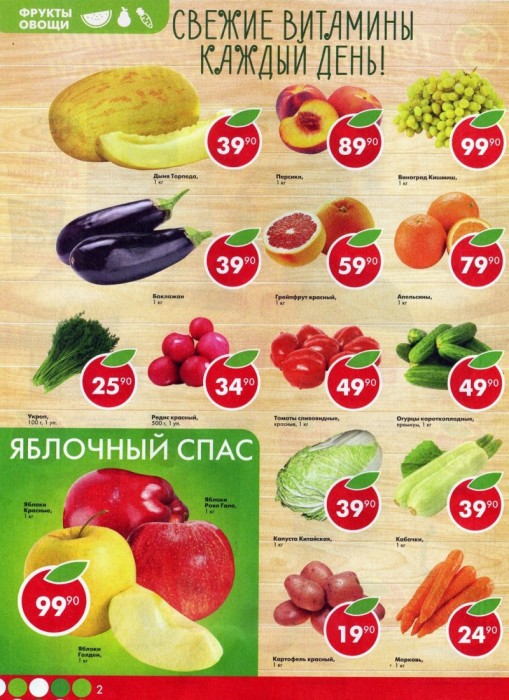 ФРУКТЫ
ОВОЩИ
СВЕЖИЕ ВИТАМИНЫ
КАЖДЫЙ ДЕНЬ!
39 90
Дыня Торпеда,
1 кг
89 90
Персики,
1 кг
99 90
Виноград Кишмиш,
1 кг
39 90
Баклажан
1 кг
59 90
Грейпфрут красный,
1 кг
79 90
Апельсины,
1 кг
25 90
Укроп,
100 г, 1 уп.
34 90
Редис красный,
500 г, 1 уп.
49 90
Томаты сливовидные,
красные, 1 кг
49 90
Огурцы короткоплодные,
1 кг
ЯБЛОЧНЫЙ СПАС
Яблоки
Красные,
1 кг
Яблоки
Роял Гала,
1 кг
99 90
Яблоки
Голден,
1 кг
39 90
Капуста Китайская,
1 кг
39 90
Кабачки,
1 кг
19 90
Картофель красный,
1 кг
24 90
Морковь,
1 кг
2